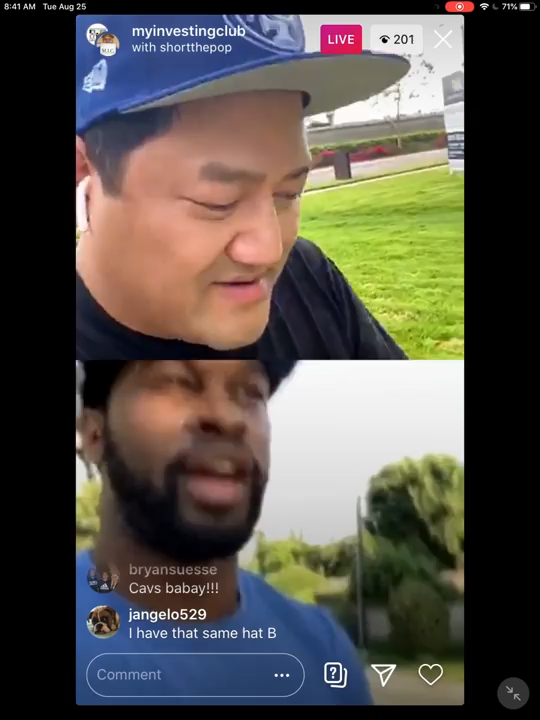 8:41 AM Tue Aug 25
71%
myinvestingclub
with shortthepop
LIVE
201
bryansuesse
Cavs babay!!!
jangelo529
I have that same hat B
Comment